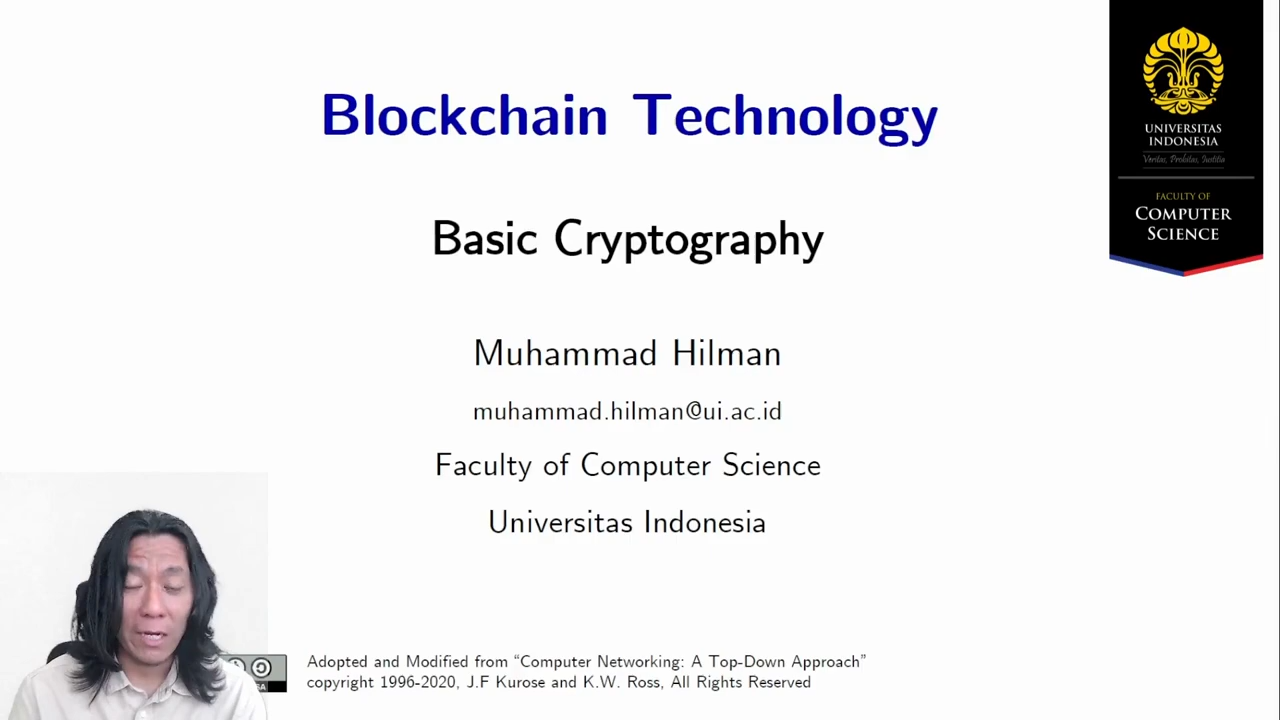 Blockchain Technology
Basic Cryptography
Muhammad Hilman
muhammad.hilman@ui.ac.id
Faculty of Computer Science
Universitas Indonesia
UNIVERSITAS
INDONESIA
Veritas, Probitas, Iustitia
FACULTY OF
COMPUTER
SCIENCE
Adopted and Modified from “Computer Networking: A Top-Down Approach”
copyright 1996-2020, J.F Kurose and K.W. Ross, All Rights Reserved